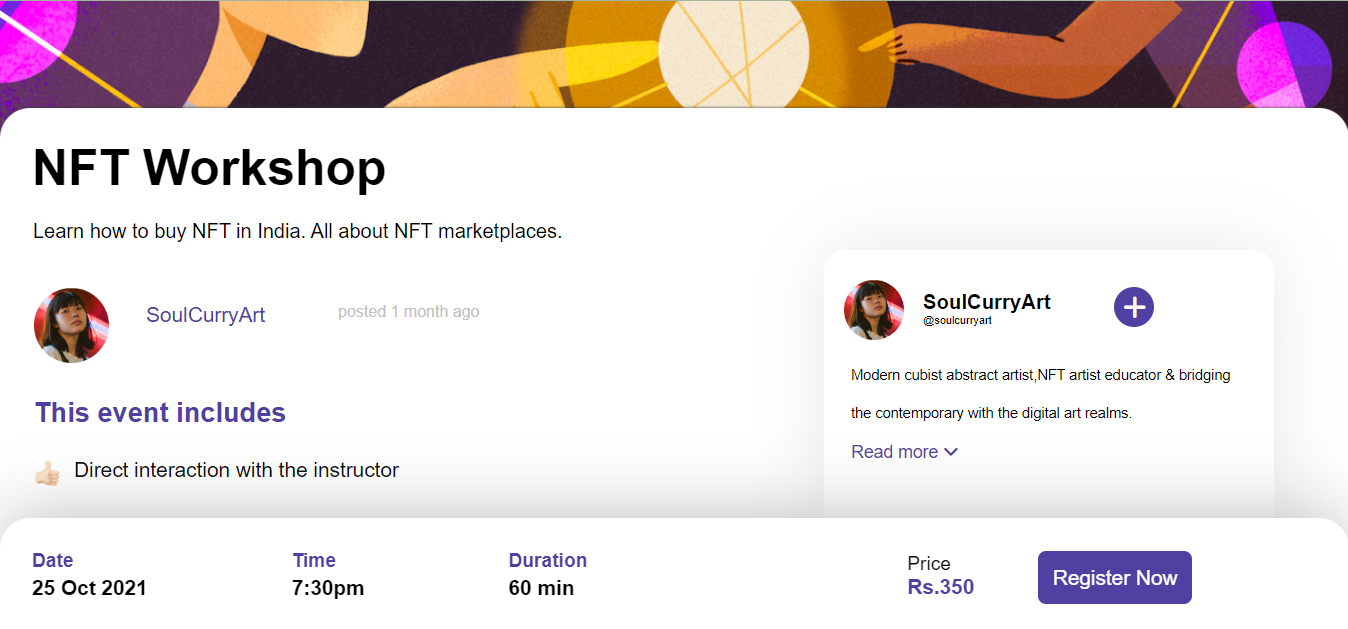 NFT Workshop
Learn how to buy NFT in India. All about NFT marketplaces.
SoulCurryArt
posted 1 month ago
This event includes
Direct interaction with the instructor
SoulCurryArt
@soulcurryart
Modern cubist abstract artist,NFT artist educator & bridging
the contemporary with the digital art realms.
Read more
Date
25 Oct 2021
Time
7:30pm
Duration
60 min
Price
Rs.350
Register Now